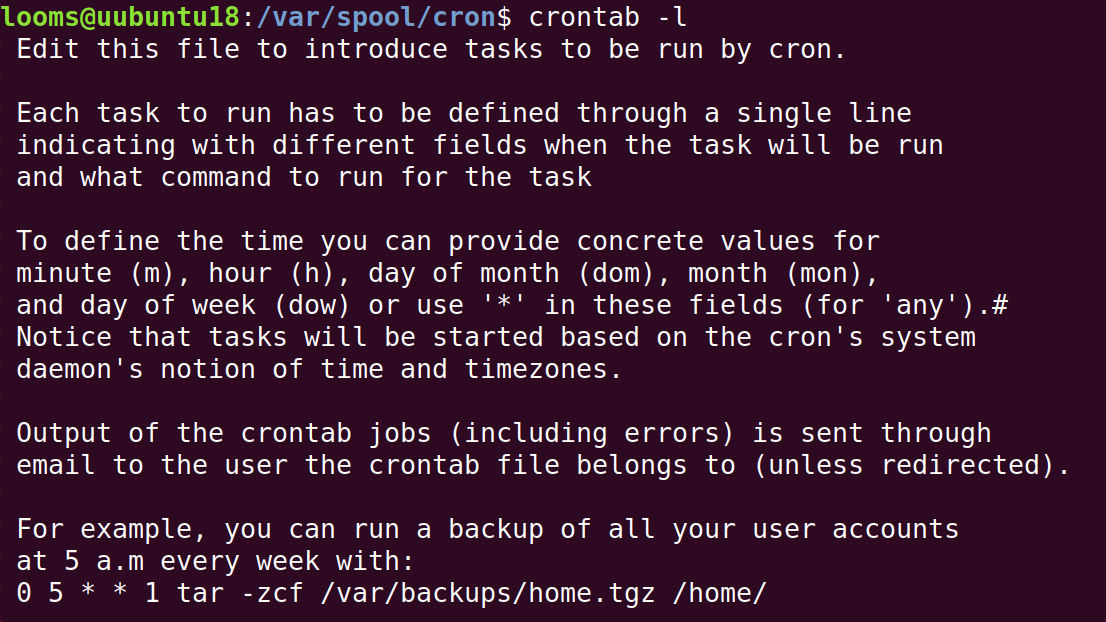 looms@uubuntu18:/var/spool/cron$ crontab -l
Edit this file to introduce tasks to be run by cron.
Each task to run has to be defined through a single line
indicating with different fields when the task will be run
and what command to run for the task
To define the time you can provide concrete values for
minute (m), hour (h), day of month (dom), month (mon),
and day of week (dow) or use '*' in these fields (for 'any').#
Notice that tasks will be started based on the cron's system
daemon's notion of time and timezones.
Output of the crontab jobs (including errors) is sent through
email to the user the crontab file belongs to (unless redirected).
For example, you can run a backup of all your user accounts
at 5 a.m every week with:
0 5 * * 1 tar -zcf /var/backups/home.tgz /home/